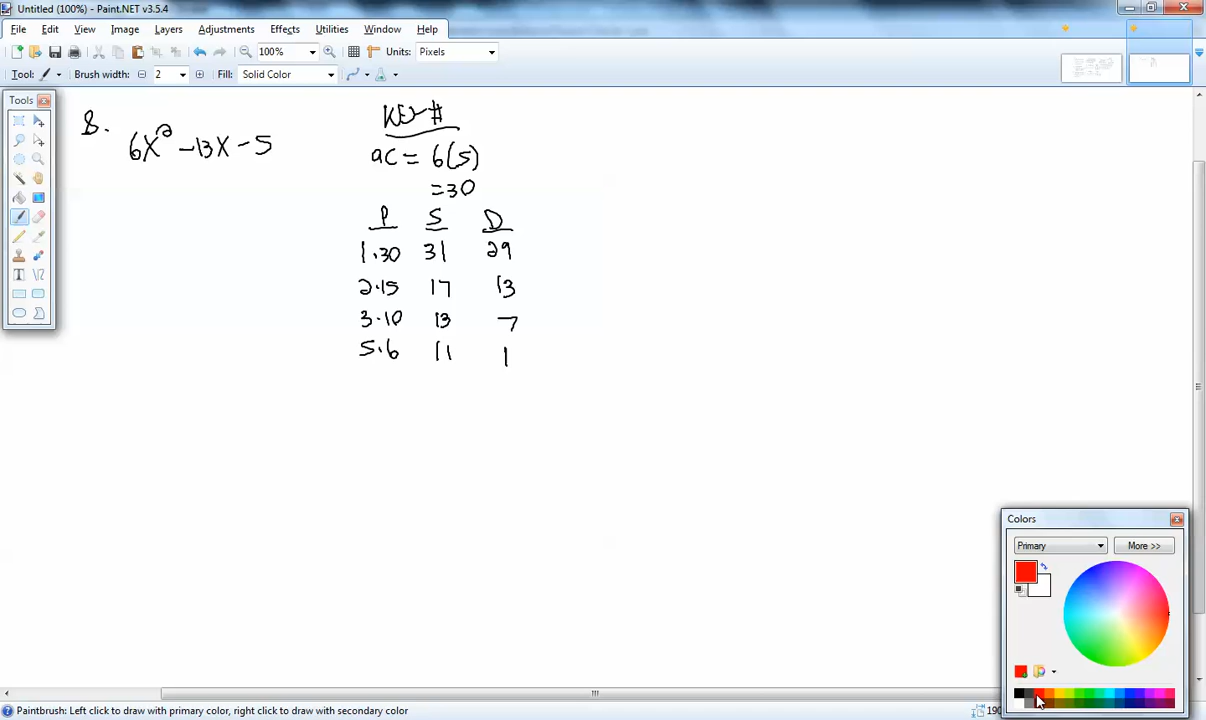 Untitled (100%) - Paint.NET v3.5.4
File Edit View Image Layers Adjustments Effects Utilities Window Help
100% Units: Pixels
Tool: Brush width: 2 Fill: Solid Color
Tools
8.
6x² -13x - 5
KEY #
ac = 6(5)
=30
P S D
1·30 31 29
2·15 17 13
3·10 13 7
5·6 11 1
Colors
Primary More >>
Paintbrush: Left click to draw with primary color, right click to draw with secondary color